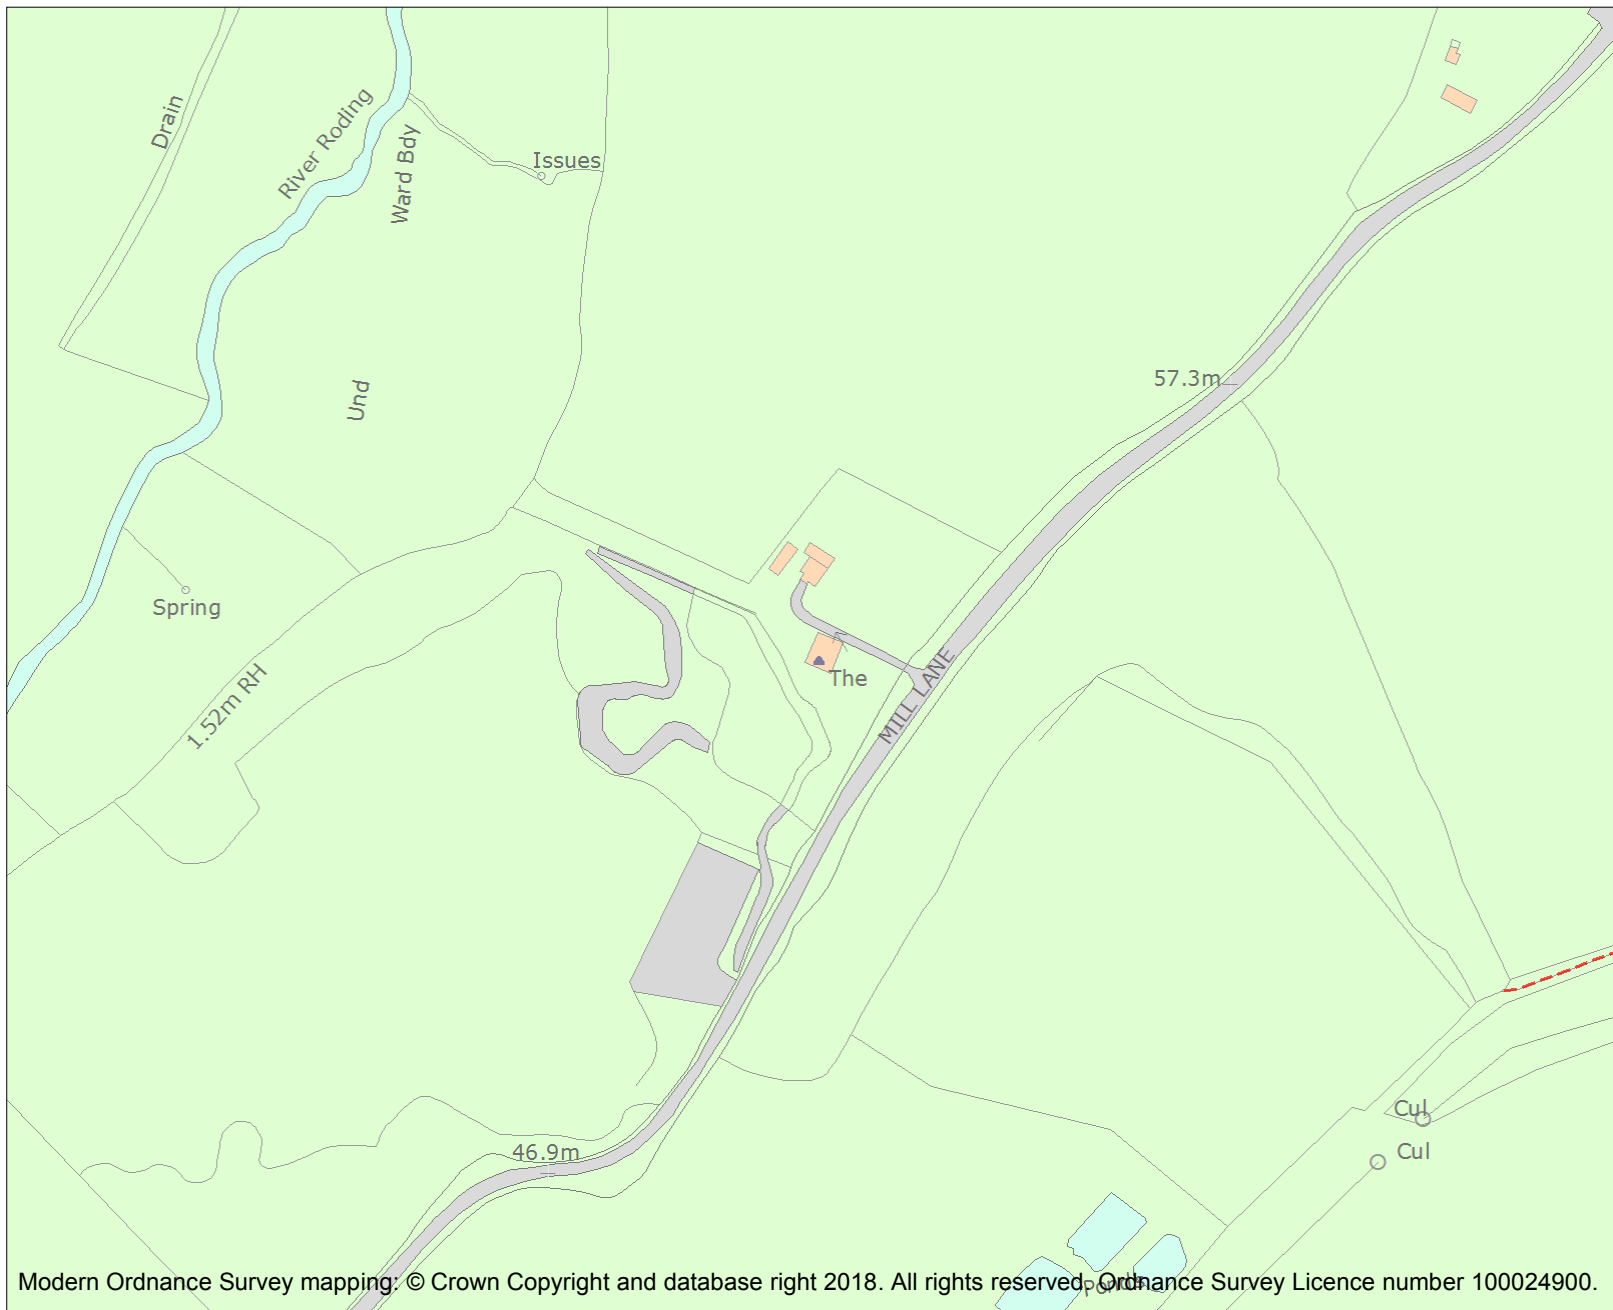 Drain
River Roding
Ward Bdy
Issues
Und
57.3m
Spring
1.52m RH
The
MILL LANE
Cul
Cul
46.9m
Ponds
Modern Ordnance Survey mapping: © Crown Copyright and database right 2018. All rights reserved. Ordnance Survey Licence number 100024900.